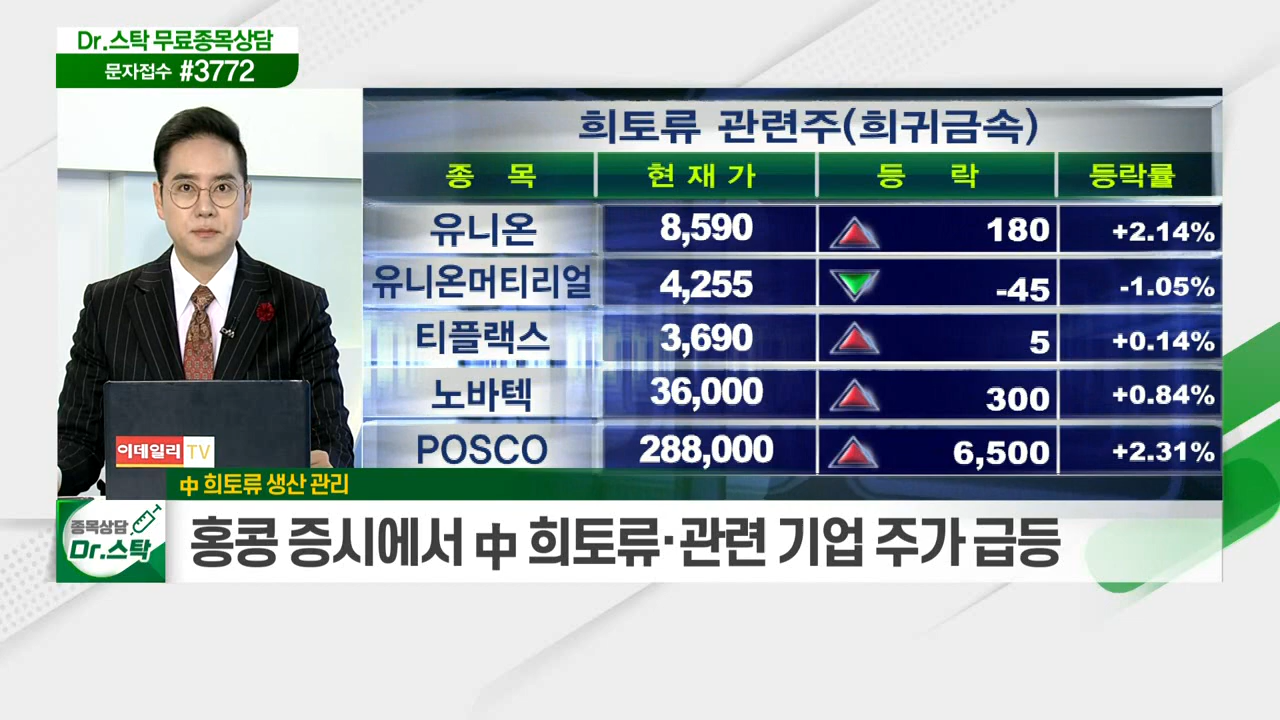 Dr.스탁 무료종목상담
문자접수 #3772
희토류 관련주(희귀금속)
종 목 현 재 가 등 락 등락률
유니온 8,590 180 +2.14%
유니온머티리얼 4,255 -45 -1.05%
티플랙스 3,690 5 +0.14%
노바텍 36,000 300 +0.84%
POSCO 288,000 6,500 +2.31%
이데일리 TV
中 희토류 생산 관리
종목상담
Dr.스탁
홍콩 증시에서 中 희토류·관련 기업 주가 급등